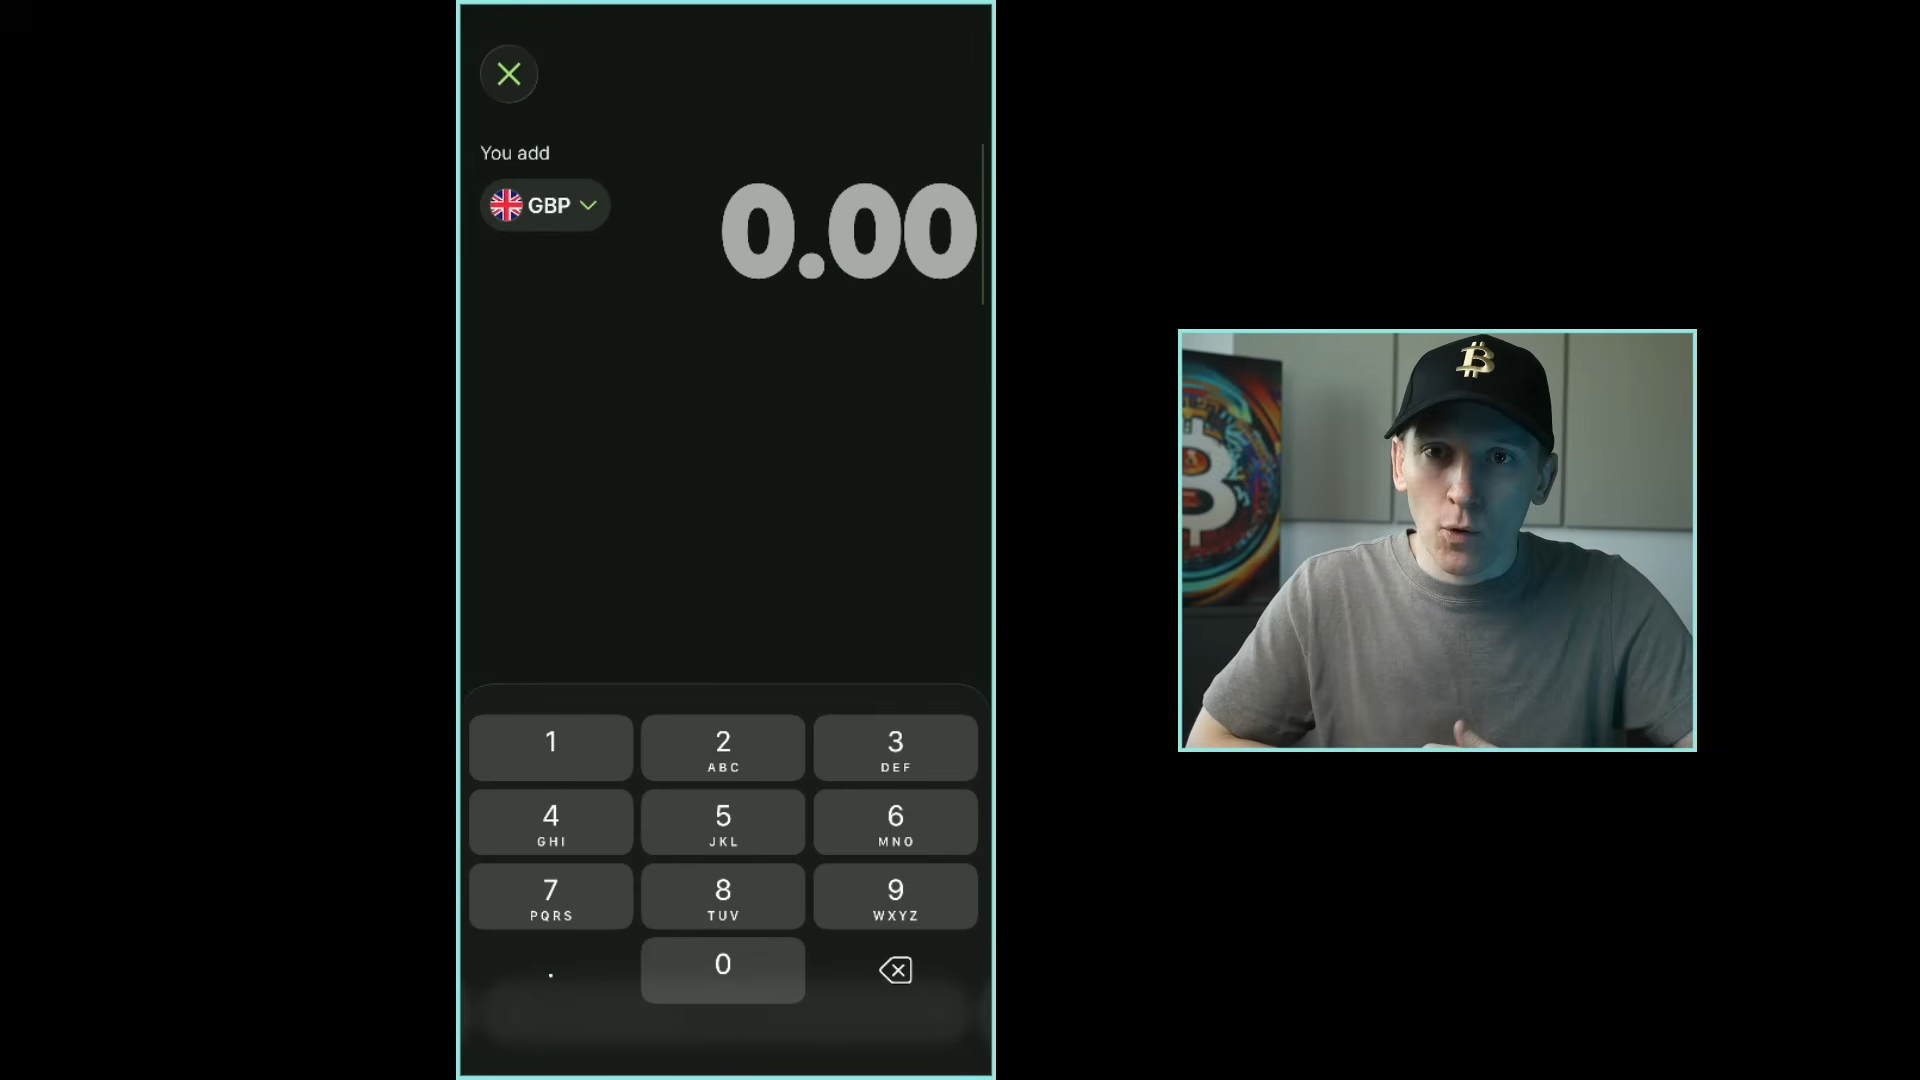 You add
GBP
0.00
1
2
ABC
3
DEF
4
GHI
5
JKL
6
MNO
7
PQRS
8
TUV
9
WXYZ
.
0